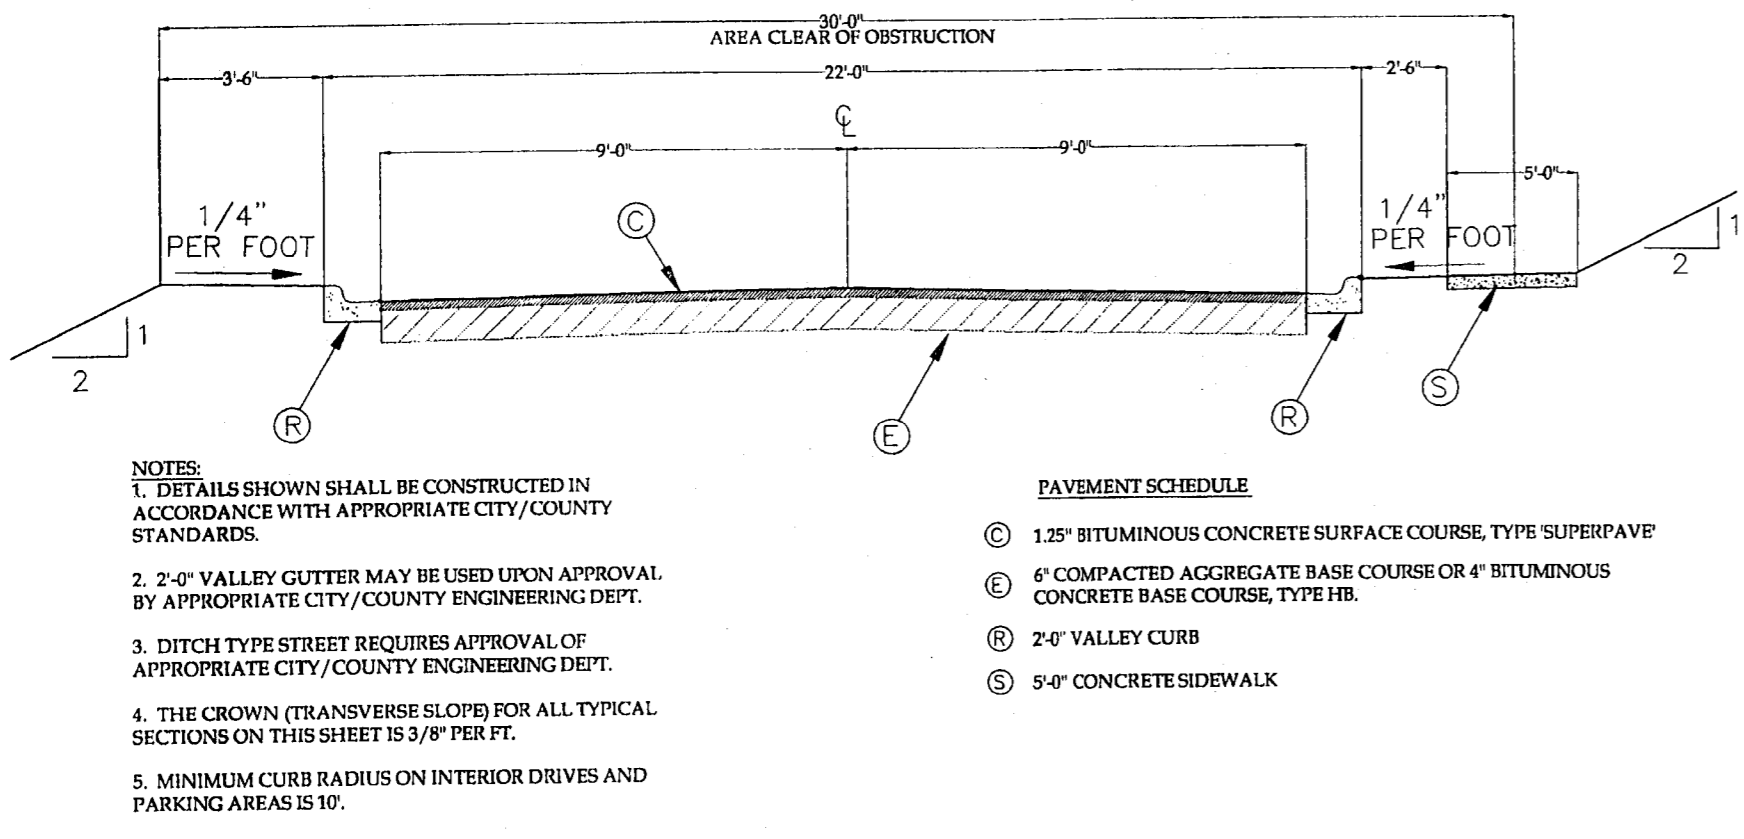 30'-0"
AREA CLEAR OF OBSTRUCTION
3'-6"
22'-0"
2'-6"
℄
9'-0"
9'-0"
5'-0"
1/4"
PER FOOT
C
1/4"
PER FOOT
1
2
1
2
R
E
R
S
NOTES:
1. DETAILS SHOWN SHALL BE CONSTRUCTED IN
ACCORDANCE WITH APPROPRIATE CITY/COUNTY
STANDARDS.
2. 2'-0" VALLEY GUTTER MAY BE USED UPON APPROVAL
BY APPROPRIATE CITY/COUNTY ENGINEERING DEPT.
3. DITCH TYPE STREET REQUIRES APPROVAL OF
APPROPRIATE CITY/COUNTY ENGINEERING DEPT.
4. THE CROWN (TRANSVERSE SLOPE) FOR ALL TYPICAL
SECTIONS ON THIS SHEET IS 3/8" PER FT.
5. MINIMUM CURB RADIUS ON INTERIOR DRIVES AND
PARKING AREAS IS 10'.
PAVEMENT SCHEDULE
C 1.25" BITUMINOUS CONCRETE SURFACE COURSE, TYPE 'SUPERPAVE'
E 6" COMPACTED AGGREGATE BASE COURSE OR 4" BITUMINOUS
CONCRETE BASE COURSE, TYPE HB.
R 2'-0" VALLEY CURB
S 5'-0" CONCRETE SIDEWALK